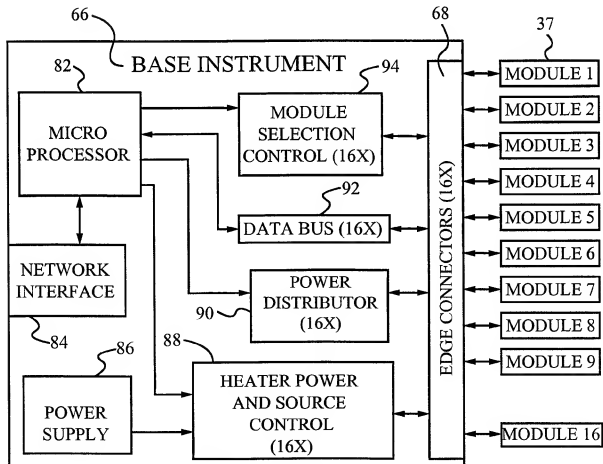 66
BASE INSTRUMENT
68
37
82
MICRO
PROCESSOR
94
MODULE
SELECTION
CONTROL (16X)
92
DATA BUS (16X)
NETWORK
INTERFACE
84
POWER
DISTRIBUTOR
(16X)
90
86
POWER
SUPPLY
88
HEATER POWER
AND SOURCE
CONTROL
(16X)
EDGE CONNECTORS (16X)
MODULE 1
MODULE 2
MODULE 3
MODULE 4
MODULE 5
MODULE 6
MODULE 7
MODULE 8
MODULE 9
MODULE 16